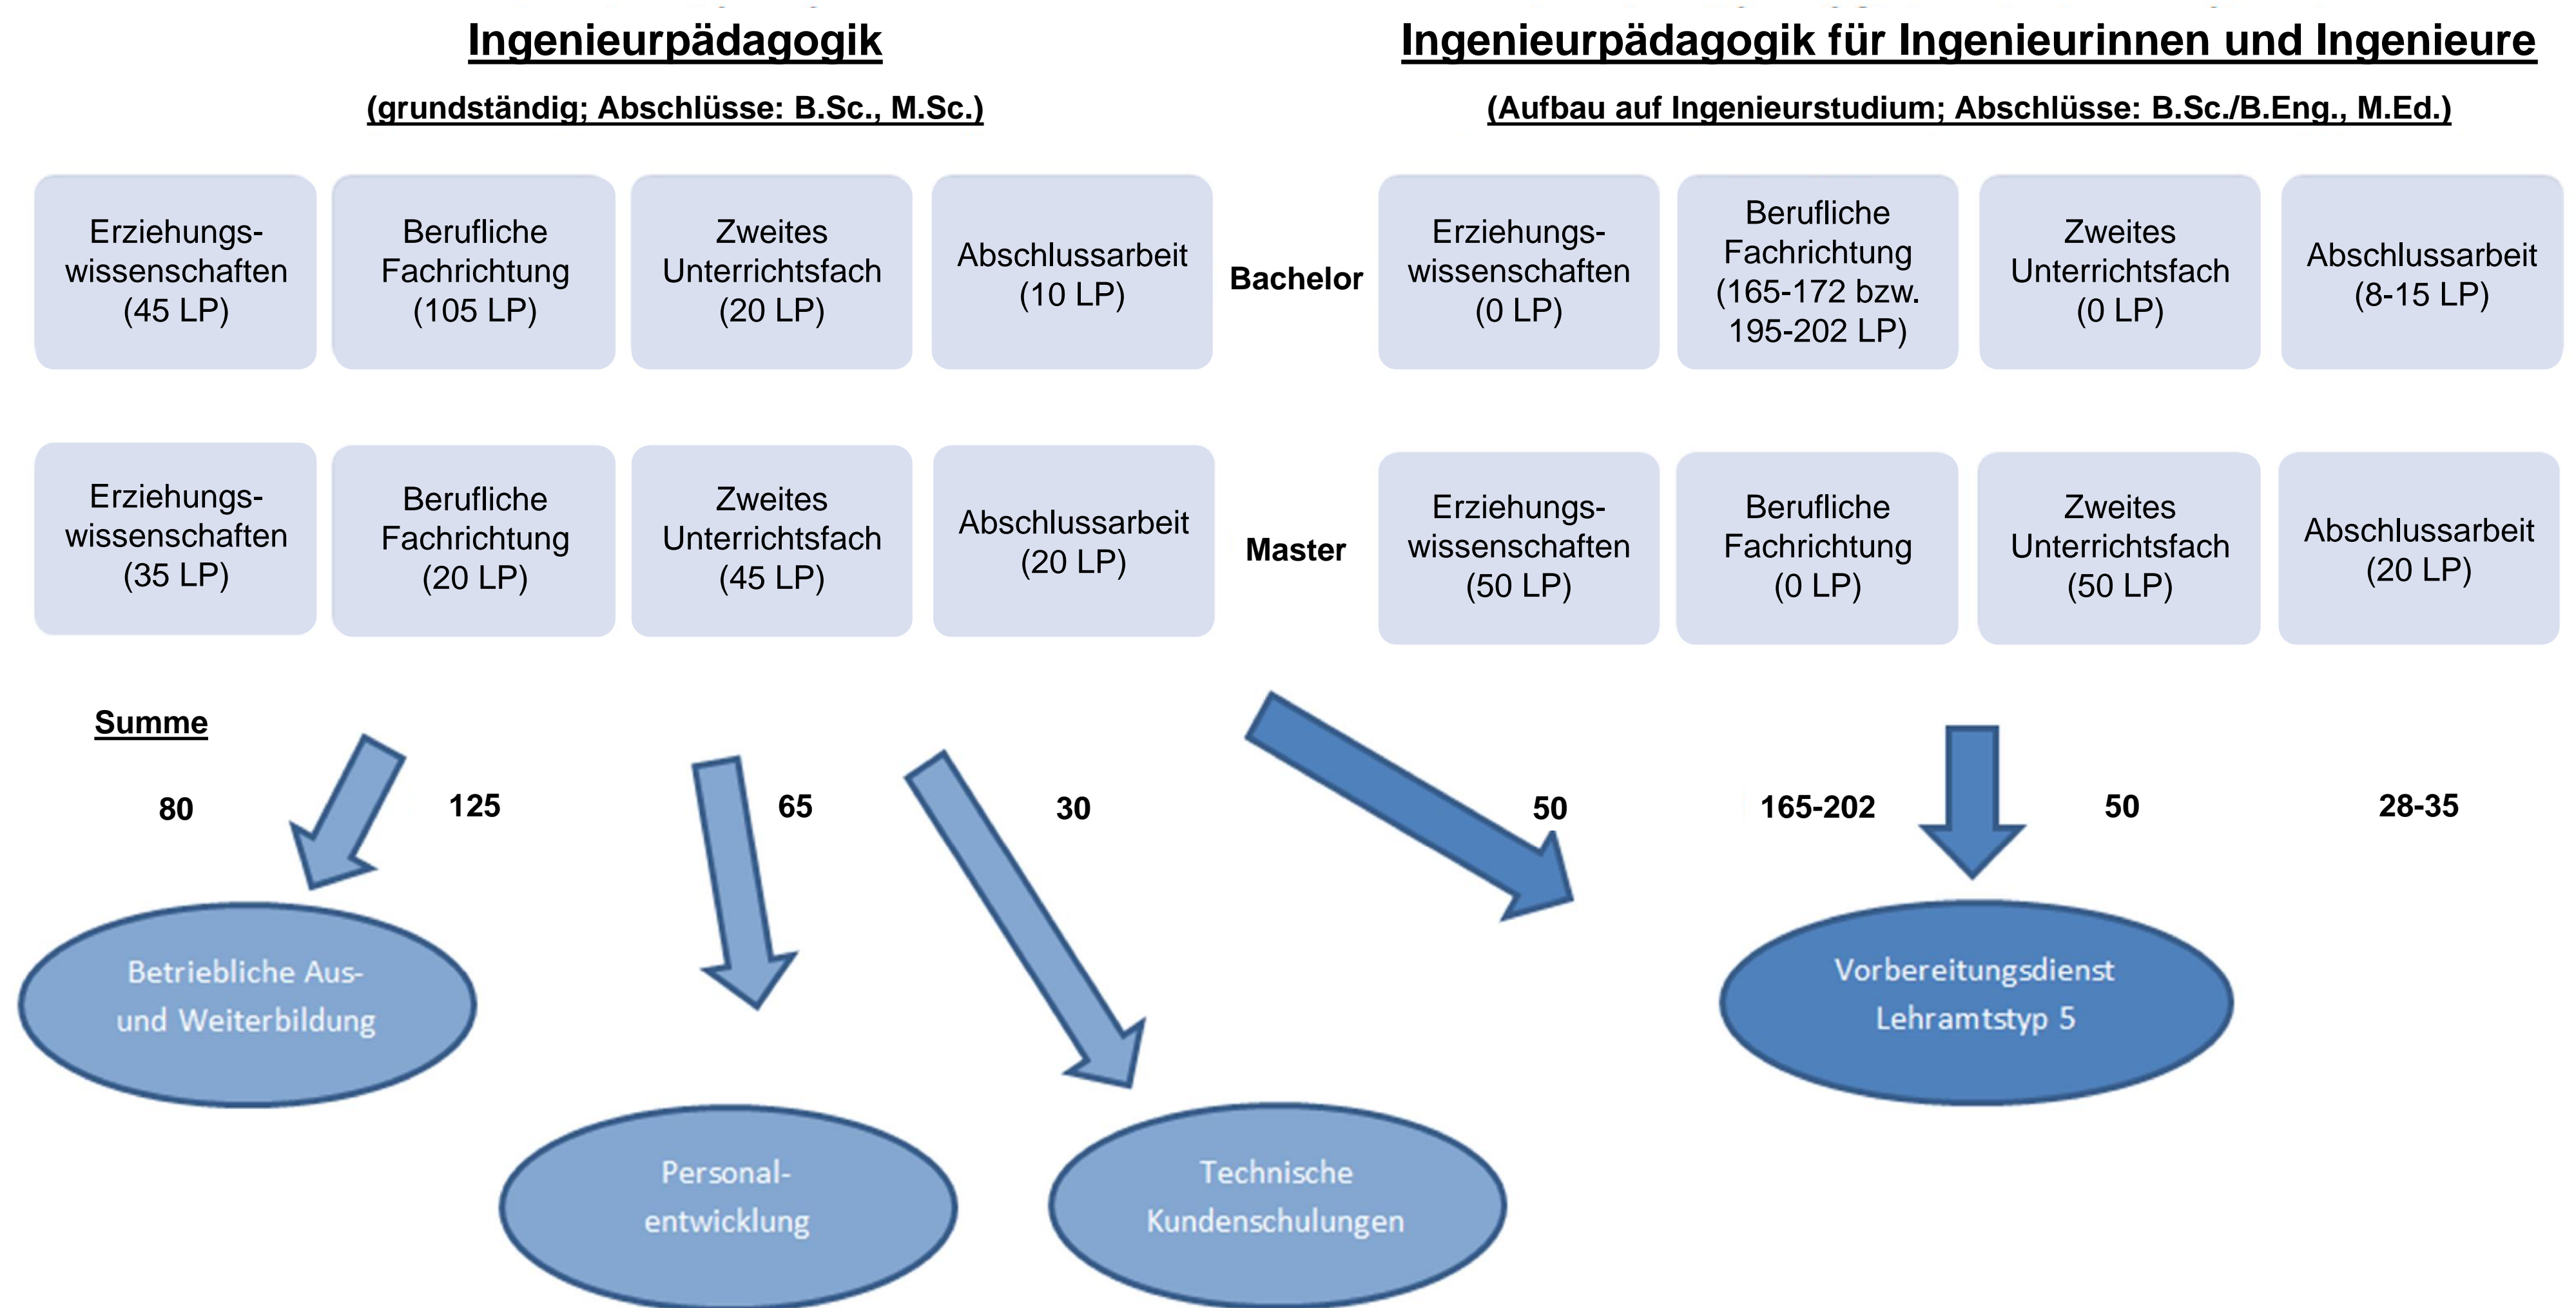 Ingenieurpädagogik
(grundständig; Abschlüsse: B.Sc., M.Sc.)
Ingenieurpädagogik für Ingenieurinnen und Ingenieure
(Aufbau auf Ingenieurstudium; Abschlüsse: B.Sc./B.Eng., M.Ed.)
Erziehungs-
wissenschaften
(45 LP)
Berufliche
Fachrichtung
(105 LP)
Zweites
Unterrichtsfach
(20 LP)
Abschlussarbeit
(10 LP)
Bachelor
Erziehungs-
wissenschaften
(0 LP)
Berufliche
Fachrichtung
(165-172 bzw.
195-202 LP)
Zweites
Unterrichtsfach
(0 LP)
Abschlussarbeit
(8-15 LP)
Erziehungs-
wissenschaften
(35 LP)
Berufliche
Fachrichtung
(20 LP)
Zweites
Unterrichtsfach
(45 LP)
Abschlussarbeit
(20 LP)
Master
Erziehungs-
wissenschaften
(50 LP)
Berufliche
Fachrichtung
(0 LP)
Zweites
Unterrichtsfach
(50 LP)
Abschlussarbeit
(20 LP)
Summe
80
125
65
30
50
165-202
50
28-35
Betriebliche Aus-
und Weiterbildung
Vorbereitungsdienst
Lehramtstyp 5
Personal-
entwicklung
Technische
Kundenschulungen